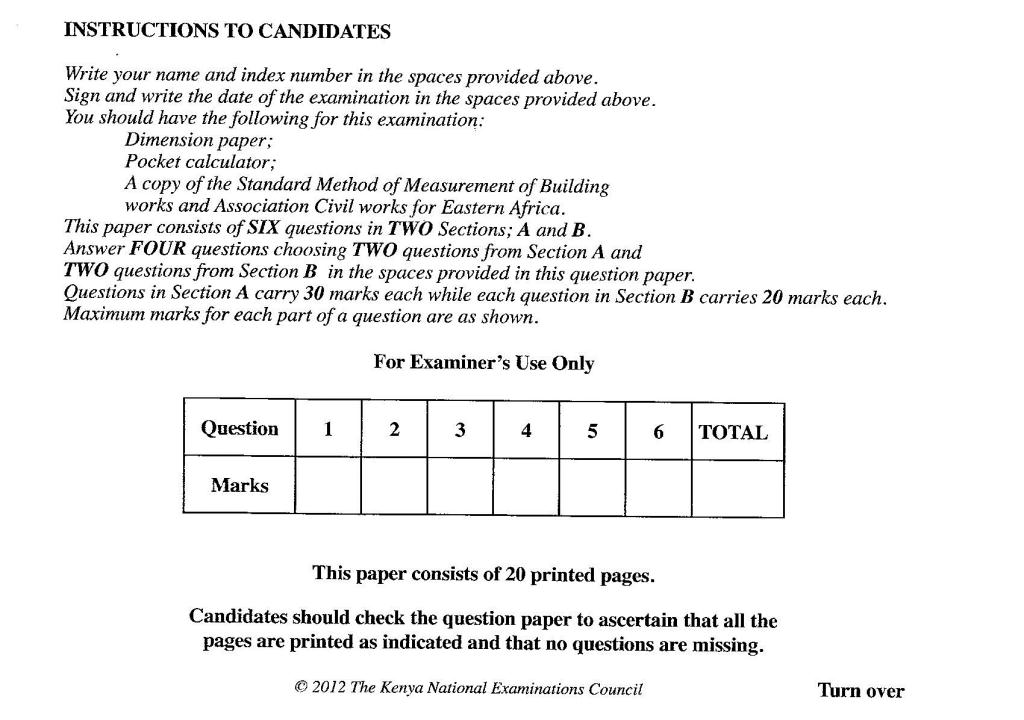 INSTRUCTIONS TO CANDIDATES
Write your name and index number in the spaces provided above.
Sign and write the date of the examination in the spaces provided above.
You should have the following for this examination:
Dimension paper;
Pocket calculator;
A copy of the Standard Method of Measurement of Building
works and Association Civil works for Eastern Africa.
This paper consists of SIX questions in TWO Sections; A and B.
Answer FOUR questions choosing TWO questions from Section A and
TWO questions from Section B in the spaces provided in this question paper.
Questions in Section A carry 30 marks each while each question in Section B carries 20 marks each.
Maximum marks for each part of a question are as shown.
For Examiner's Use Only
Question 1 2 3 4 5 6 TOTAL
Marks
This paper consists of 20 printed pages.
Candidates should check the question paper to ascertain that all the
pages are printed as indicated and that no questions are missing.
© 2012 The Kenya National Examinations Council
Turn over